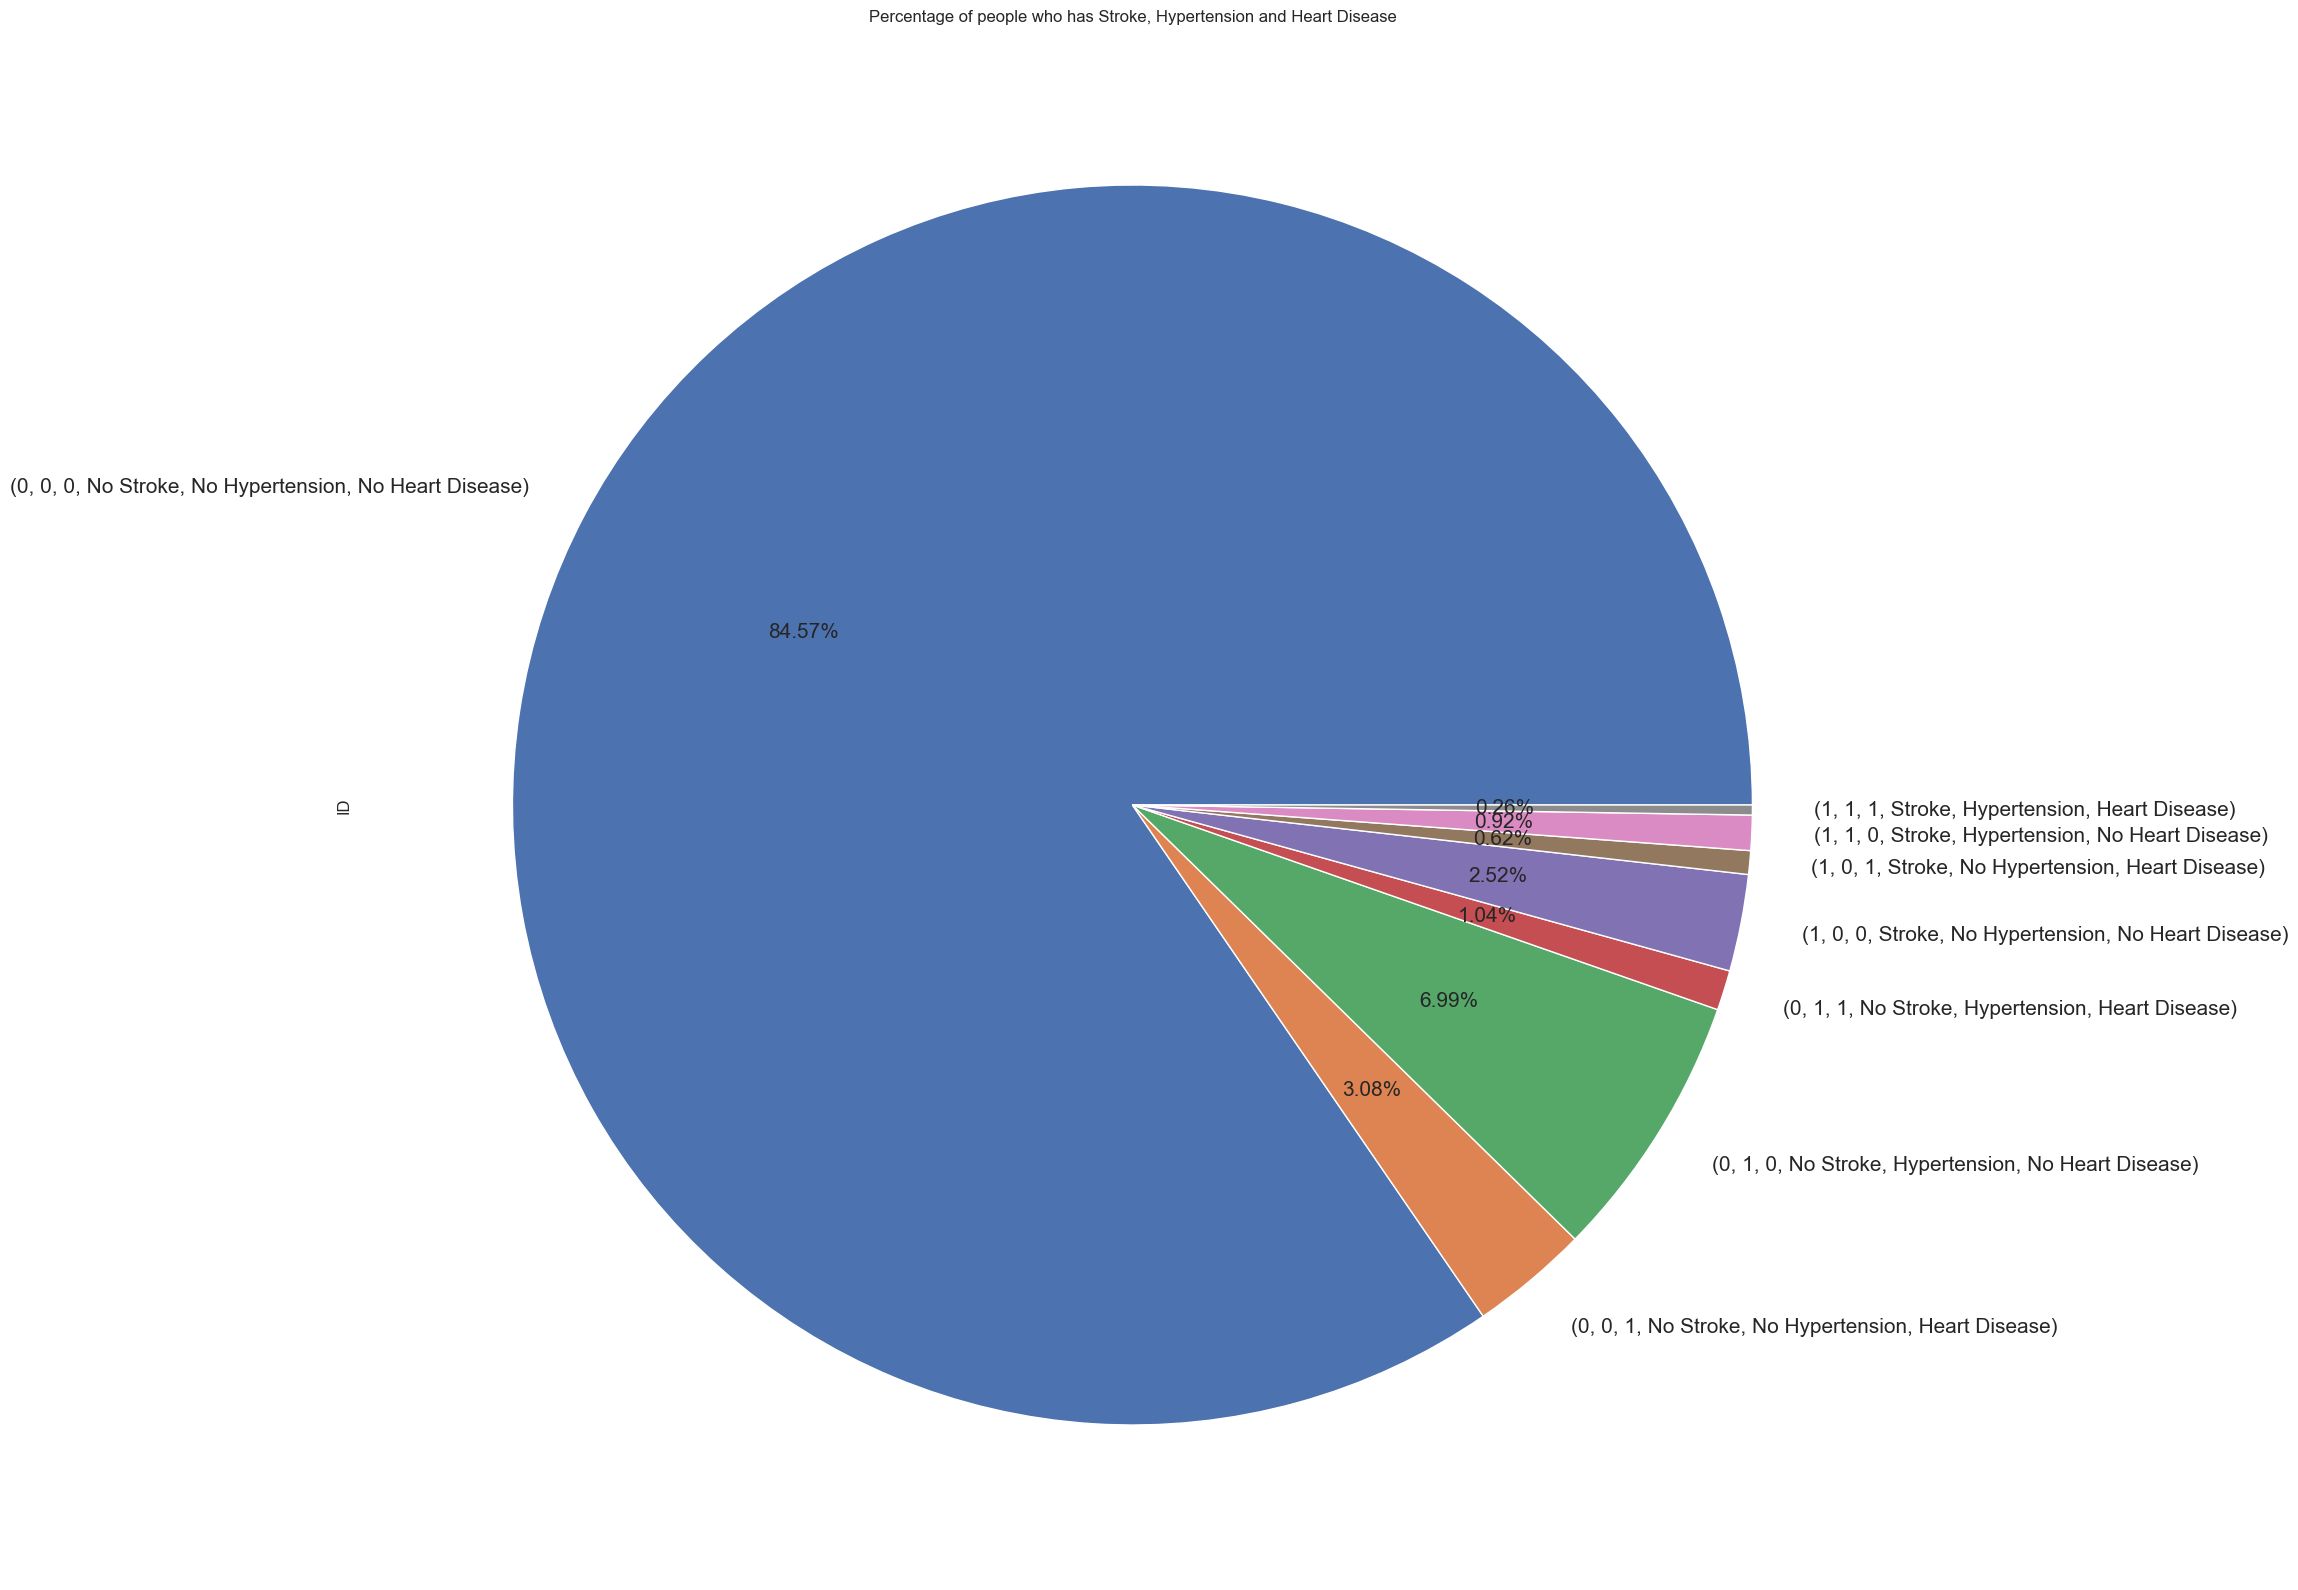 Percentage of people who has Stroke, Hypertension and Heart Disease
(0, 0, 0, No Stroke, No Hypertension, No Heart Disease)
84.57%
ID
0.26%
(1, 1, 1, Stroke, Hypertension, Heart Disease)
0.92%
(1, 1, 0, Stroke, Hypertension, No Heart Disease)
0.62%
(1, 0, 1, Stroke, No Hypertension, Heart Disease)
2.52%
(1, 0, 0, Stroke, No Hypertension, No Heart Disease)
1.04%
(0, 1, 1, No Stroke, Hypertension, Heart Disease)
6.99%
(0, 1, 0, No Stroke, Hypertension, No Heart Disease)
3.08%
(0, 0, 1, No Stroke, No Hypertension, Heart Disease)